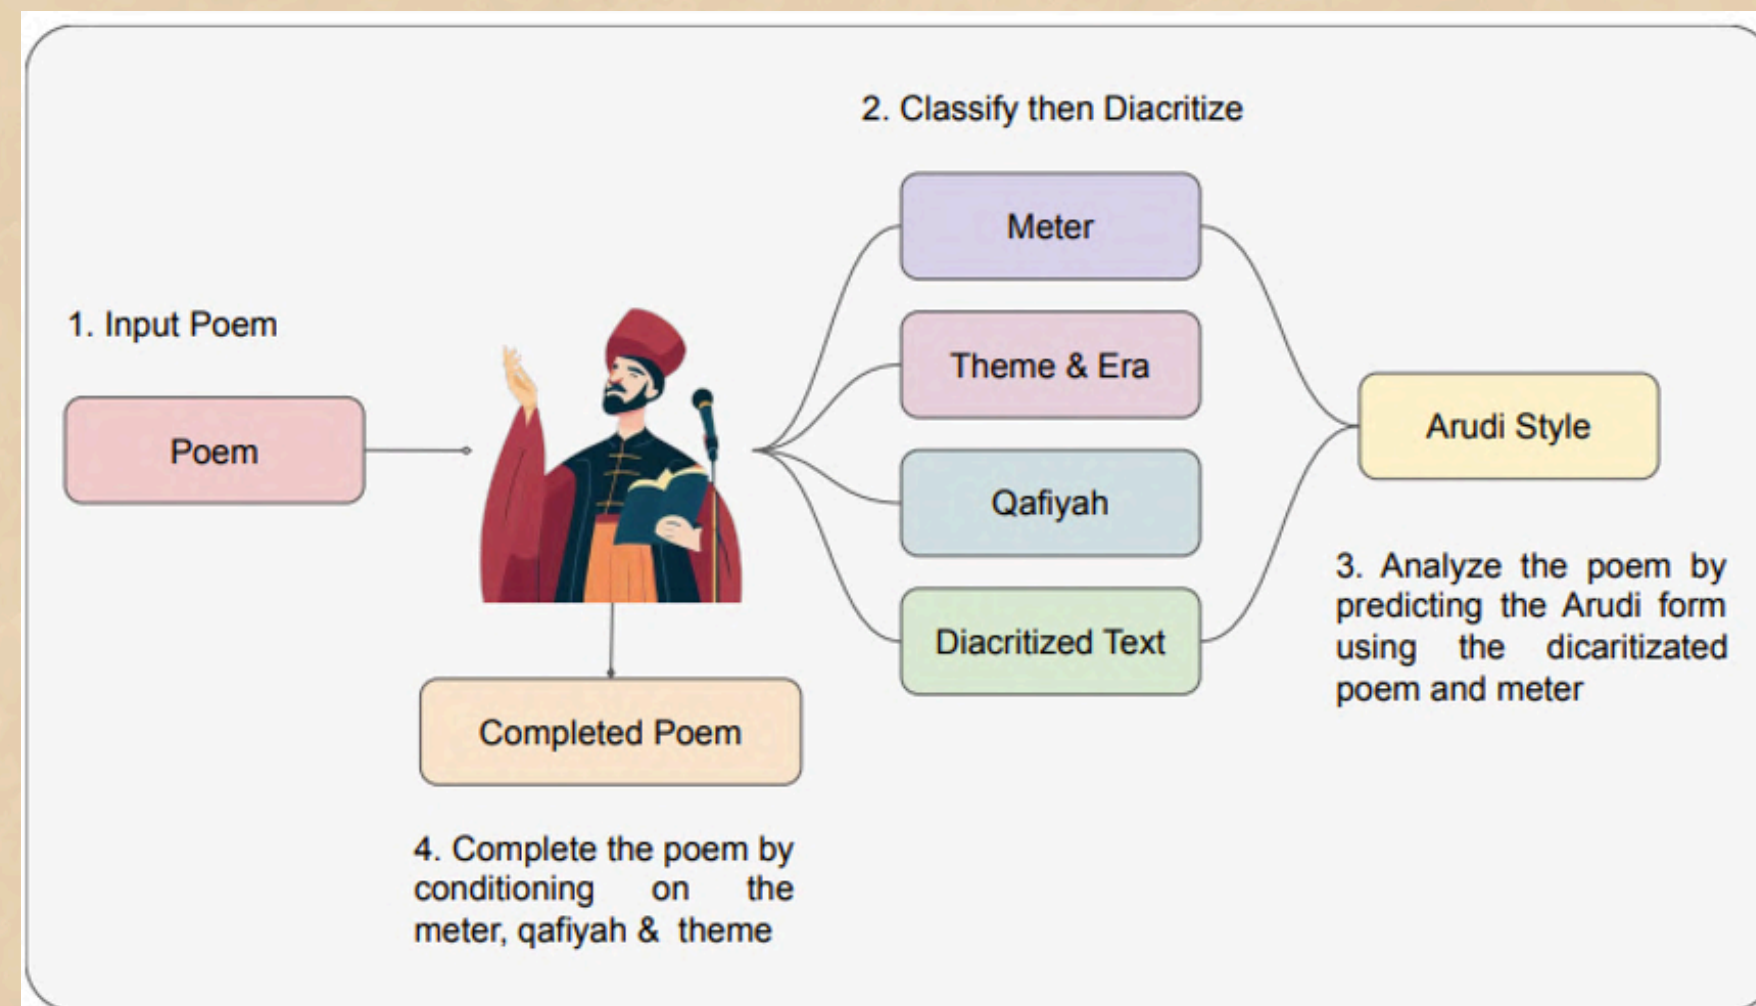 1. Input Poem
Poem
2. Classify then Diacritize
Meter
Theme & Era
Qafiyah
Diacritized Text
Arudi Style
3. Analyze the poem by
predicting the Arudi form
using the dicaritizated
poem and meter
Completed Poem
4. Complete the poem by
conditioning on the
meter, qafiyah & theme